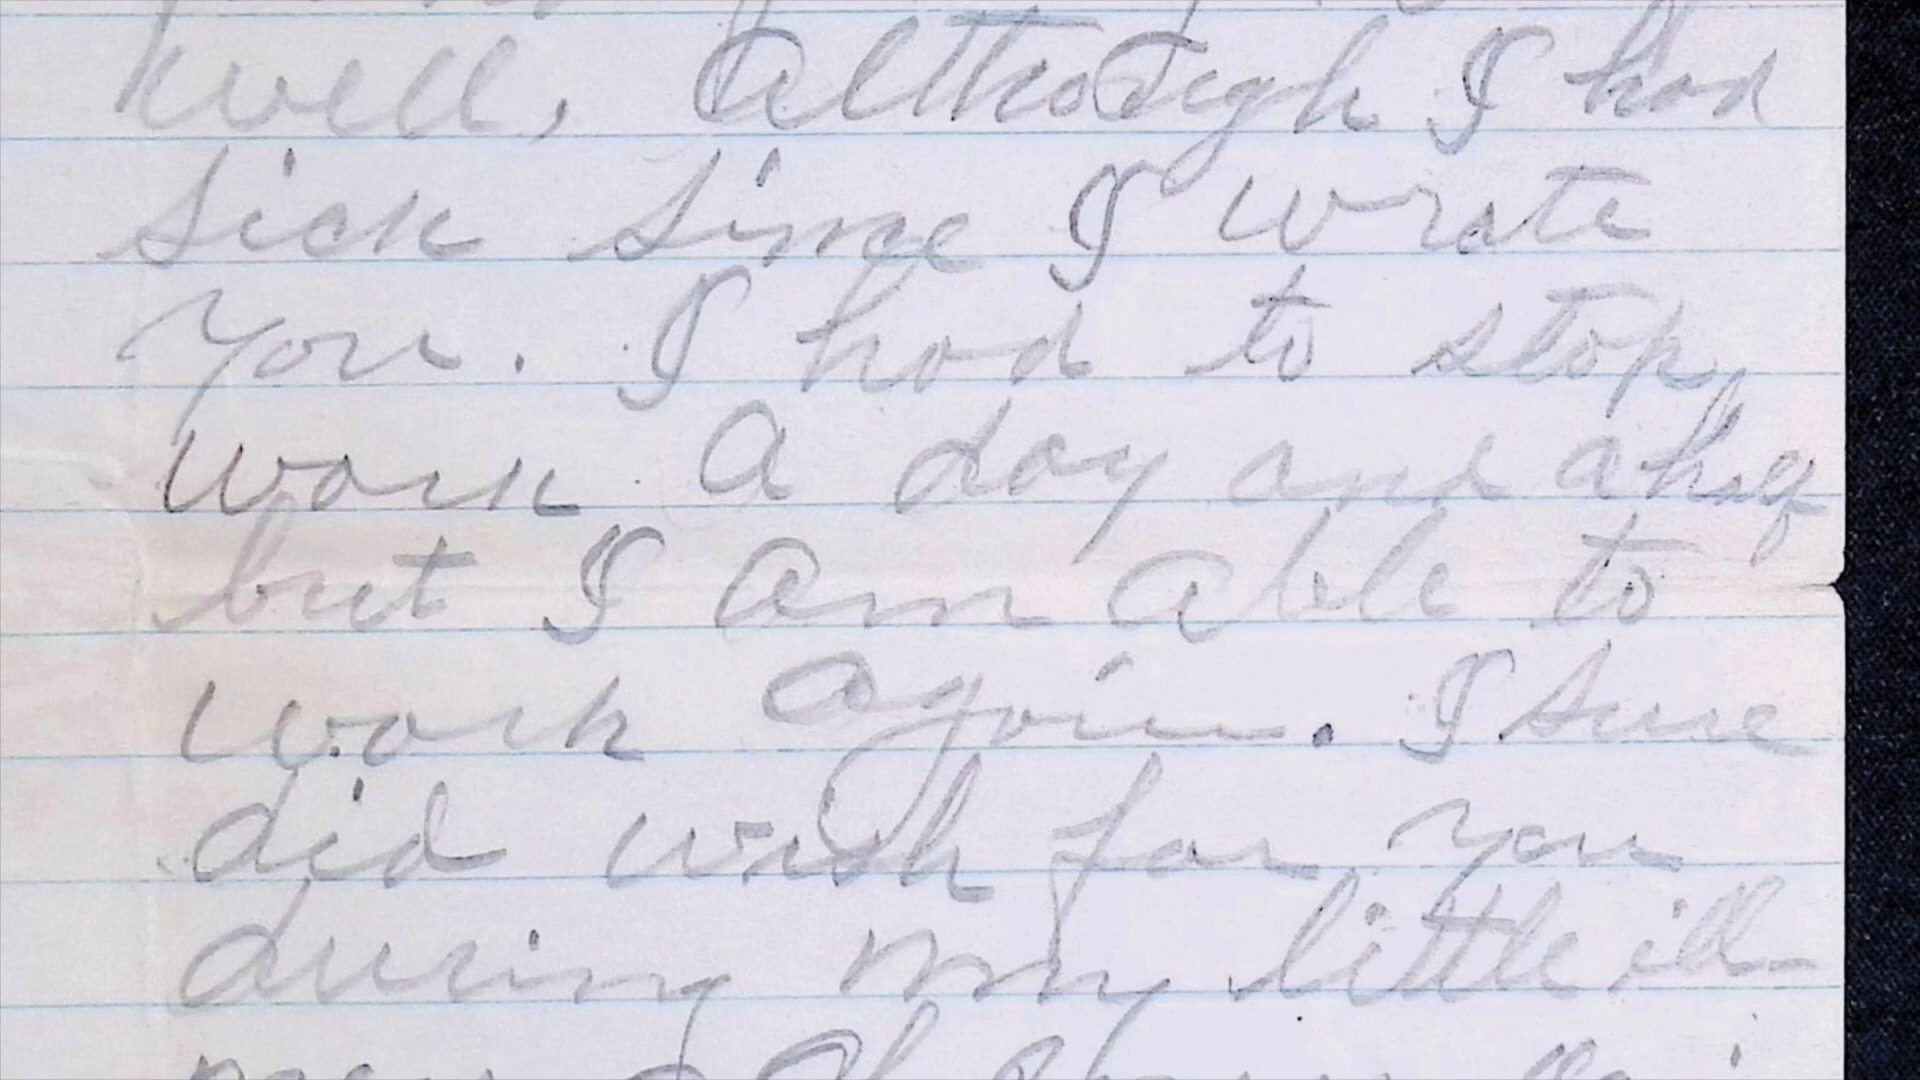 well, Although I had
sick since I wrote
you. I had to stop
work a day and a half
but I am able to
work again. I sure
did wish for you
during my little ill-